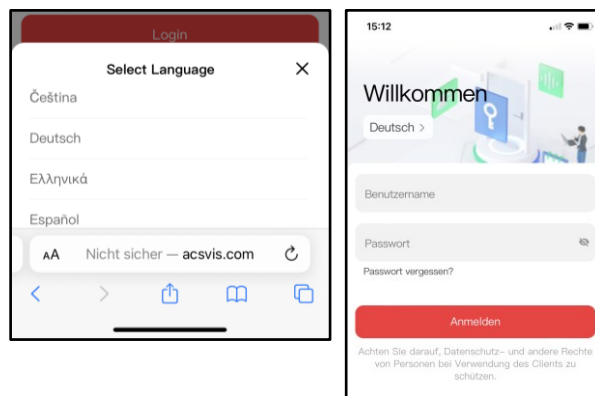 Login
Select Language
Čeština
Deutsch
Ελληνικά
Español
AA
Nicht sicher — acsvis.com
15:12
Willkommen
Deutsch >
Benutzername
Passwort
Passwort vergessen?
Anmelden
Achten Sie darauf, Datenschutz- und andere Rechte
von Personen bei Verwendung des Clients zu
schützen.